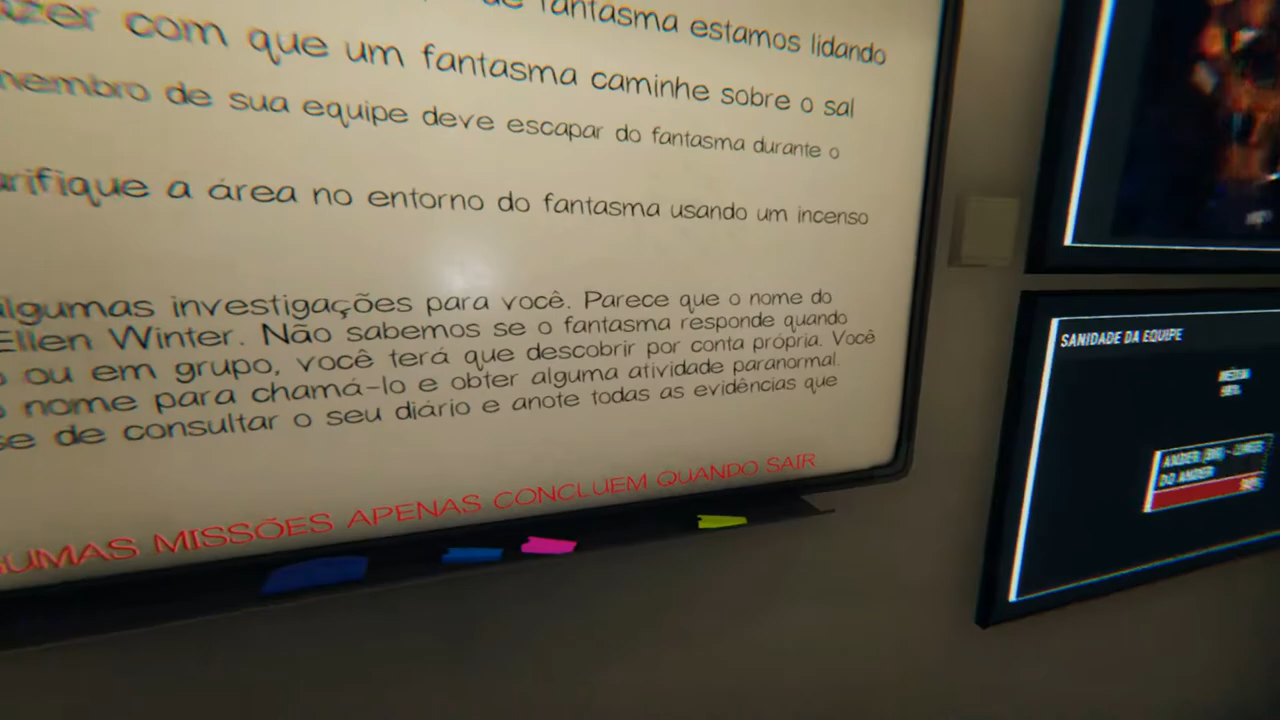 fantasma estamos lidando
com que um fantasma caminhe sobre o sal
de sua equipe deve escapar do fantasma durante o
a área no entorno do fantasma usando um incenso
algumas investigações para você. Parece que o nome do
Ellen Winter. Não sabemos se o fantasma responde quando
ou em grupo, você terá que descobrir por conta própria. Você
nome para chamá-lo e obter alguma atividade paranormal.
de consultar o seu diário e anote todas as evidências que
MISSÕES APENAS CONCLUEM QUANDO SAIR
SANIDADE DA EQUIPE
ANDER
DO ANDER